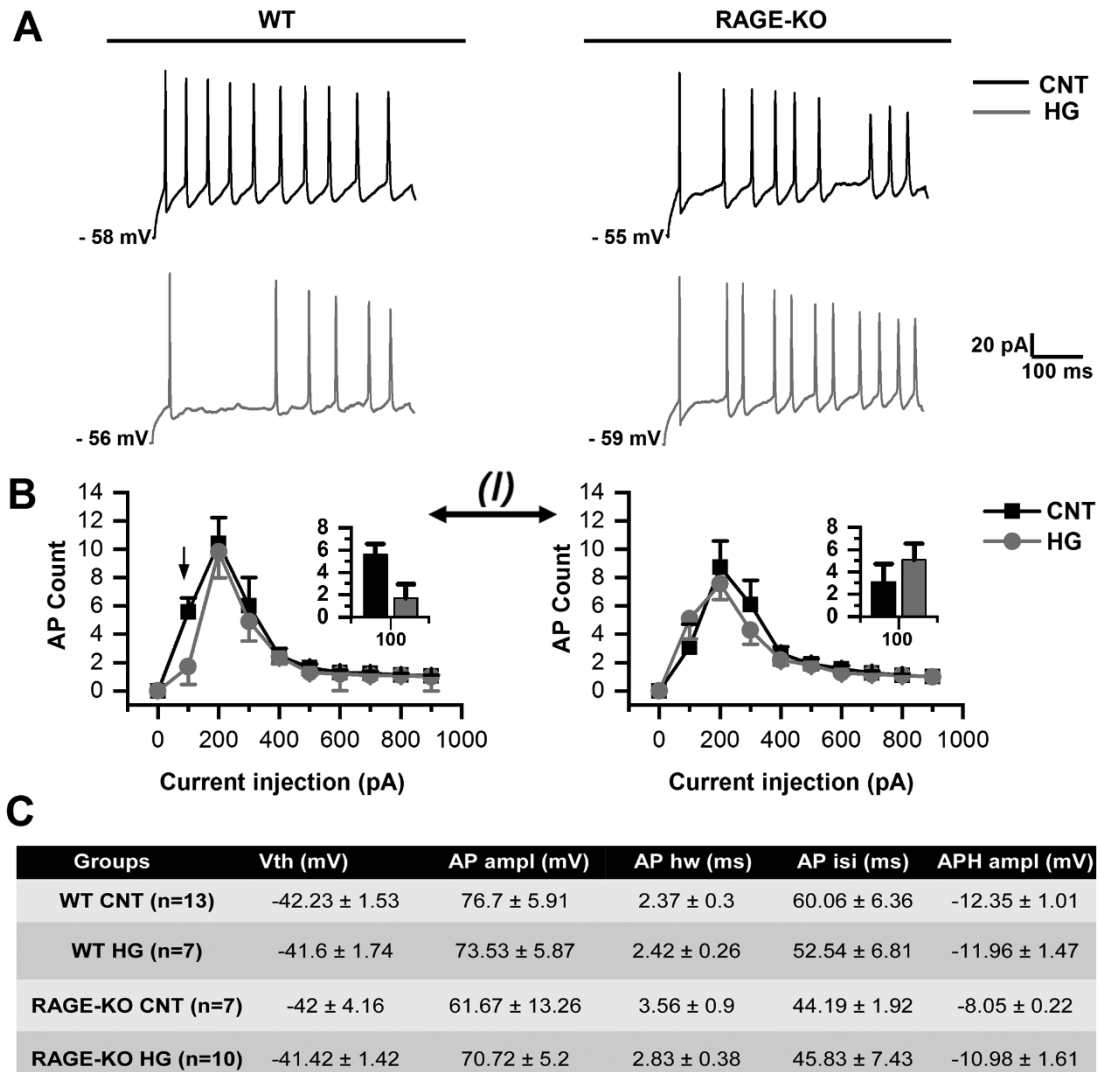 A
WT
RAGE-KO
CNT
HG
- 58 mV
- 55 mV
- 56 mV
- 59 mV
20 pA
100 ms
B
(I)
14
12
10
8
6
4
2
0
AP Count
8
6
4
2
0
100
0 200 400 600 800 1000
Current injection (pA)
14
12
10
8
6
4
2
0
AP Count
8
6
4
2
0
100
0 200 400 600 800 1000
Current injection (pA)
CNT
HG
C
Groups Vth (mV) AP ampl (mV) AP hw (ms) AP isi (ms) APH ampl (mV)
WT CNT (n=13) -42.23 ± 1.53 76.7 ± 5.91 2.37 ± 0.3 60.06 ± 6.36 -12.35 ± 1.01
WT HG (n=7) -41.6 ± 1.74 73.53 ± 5.87 2.42 ± 0.26 52.54 ± 6.81 -11.96 ± 1.47
RAGE-KO CNT (n=7) -42 ± 4.16 61.67 ± 13.26 3.56 ± 0.9 44.19 ± 1.92 -8.05 ± 0.22
RAGE-KO HG (n=10) -41.42 ± 1.42 70.72 ± 5.2 2.83 ± 0.38 45.83 ± 7.43 -10.98 ± 1.61